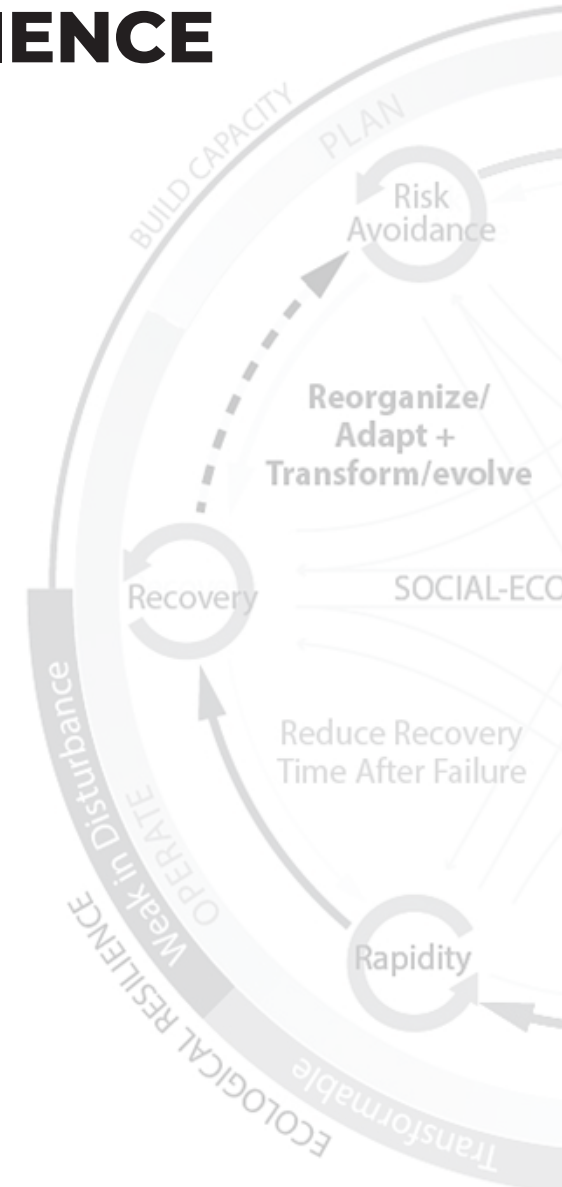 IENCE
BUILD CAPACITY
PLAN
Risk
Avoidance
Reorganize/
Adapt +
Transform/evolve
Recovery
SOCIAL-ECO
Reduce Recovery
Time After Failure
Weak in Disturbance
OPERATE
ECOLOGICAL RESILIENCE
Rapidity
Transformable